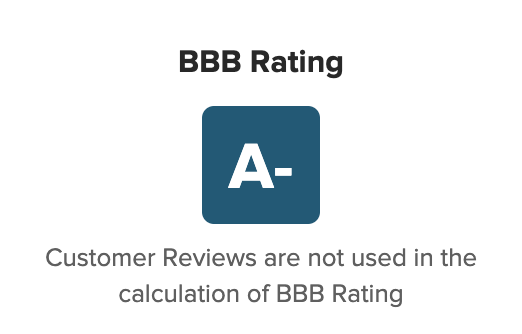 BBB Rating
A-
Customer Reviews are not used in the
calculation of BBB Rating